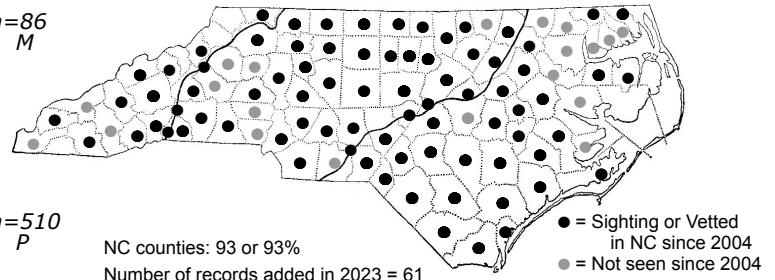 n=86
M
n=510
P
NC counties: 93 or 93%
Number of records added in 2023 = 61
= Sighting or Vetted
in NC since 2004
= Not seen since 2004